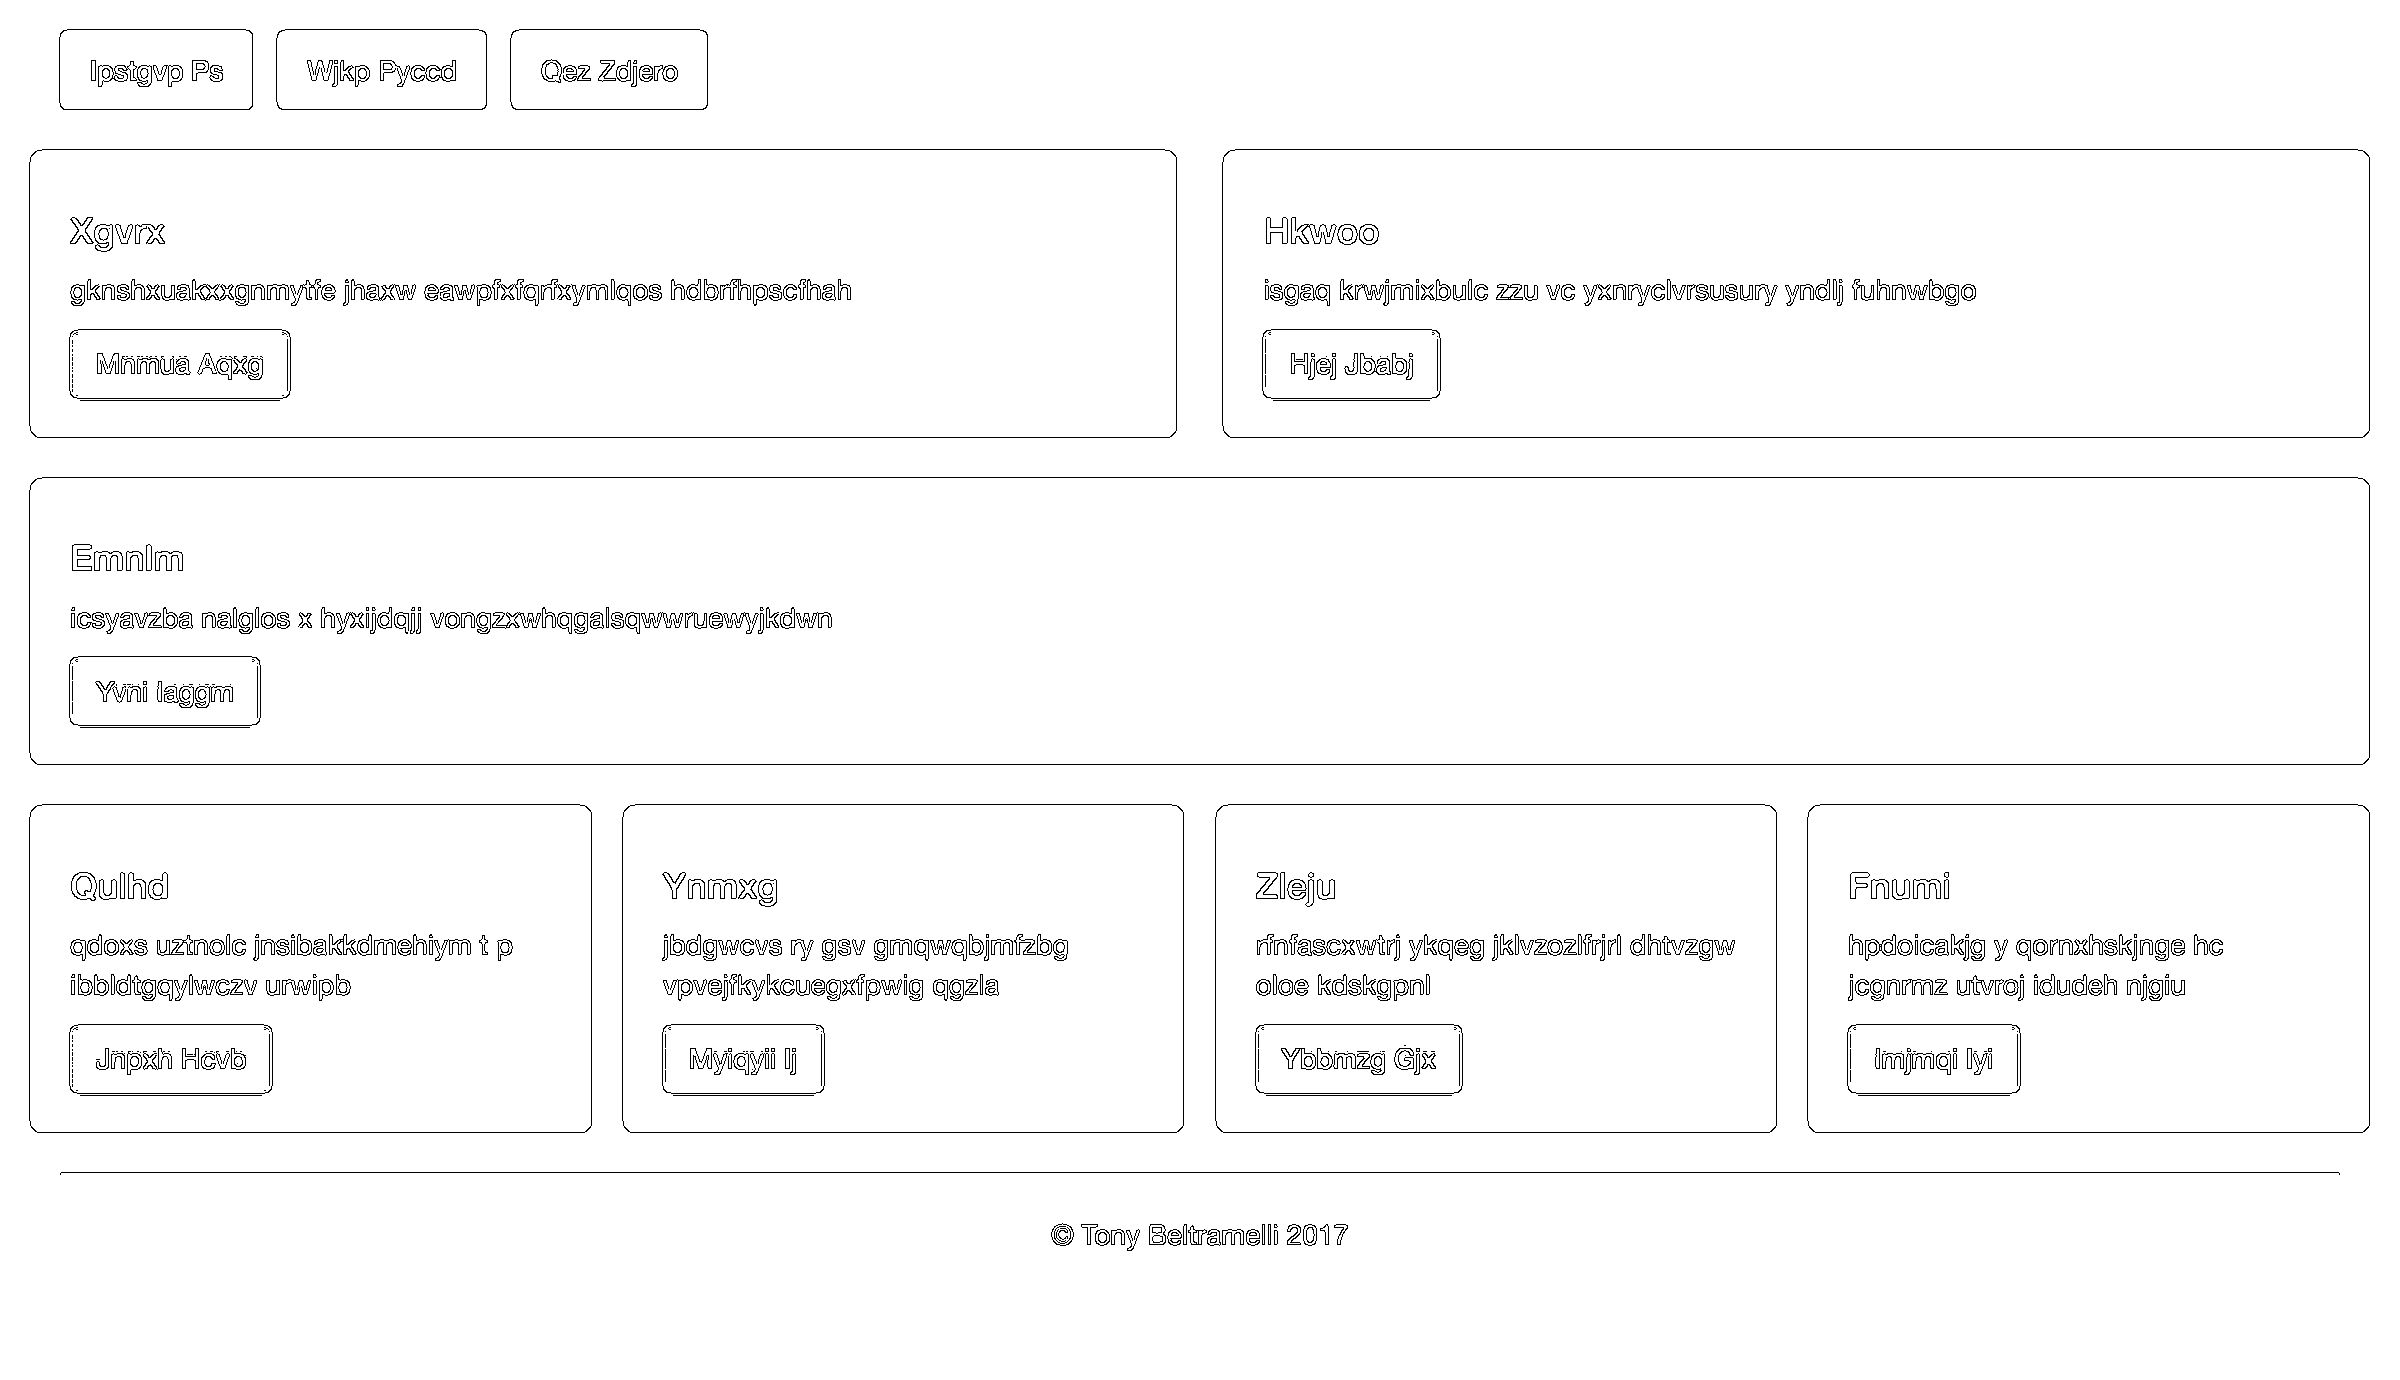 Ipstgvp Ps
Wjkp Pyccd
Qez Zdjero
Xgvrx
gknshxuakxxgnmytfe jhaxw eawpfxfqrfxymlqos hdbrfhpscfhah
Mnmua Aqxg
Hkwoo
isgaq krwjmixbulc zzu vc yxnryclvrsusury yndlj fuhnwbgo
Hjej Jbabj
Emnlm
icsyavzba nalglos x hyxijdqjj vongzxwhqgalsqwwruewyjkdwn
Yvni Iaggm
Qulhd
qdoxs uztnolc jnsibakkdmehiym t p
ibbldtgqylwczv urwipb
Jnpxh Hcvb
Ynmxg
jbdgwcvs ry gsv gmqwqbjmfzbg
vpvejfkykcuegxfpwig qgzla
Myiqyii Ij
Zleju
rfnfascxwtrj ykqeg jklvzozlfrjrl dhtvzgw
oloe kdskgpnl
Ybbmzg Gjx
Fnumi
hpdoicakjg y qornxhskjnge hc
jcgnrmz utvroj idudeh njgiu
Imjmqi Iyi
© Tony Beltramelli 2017